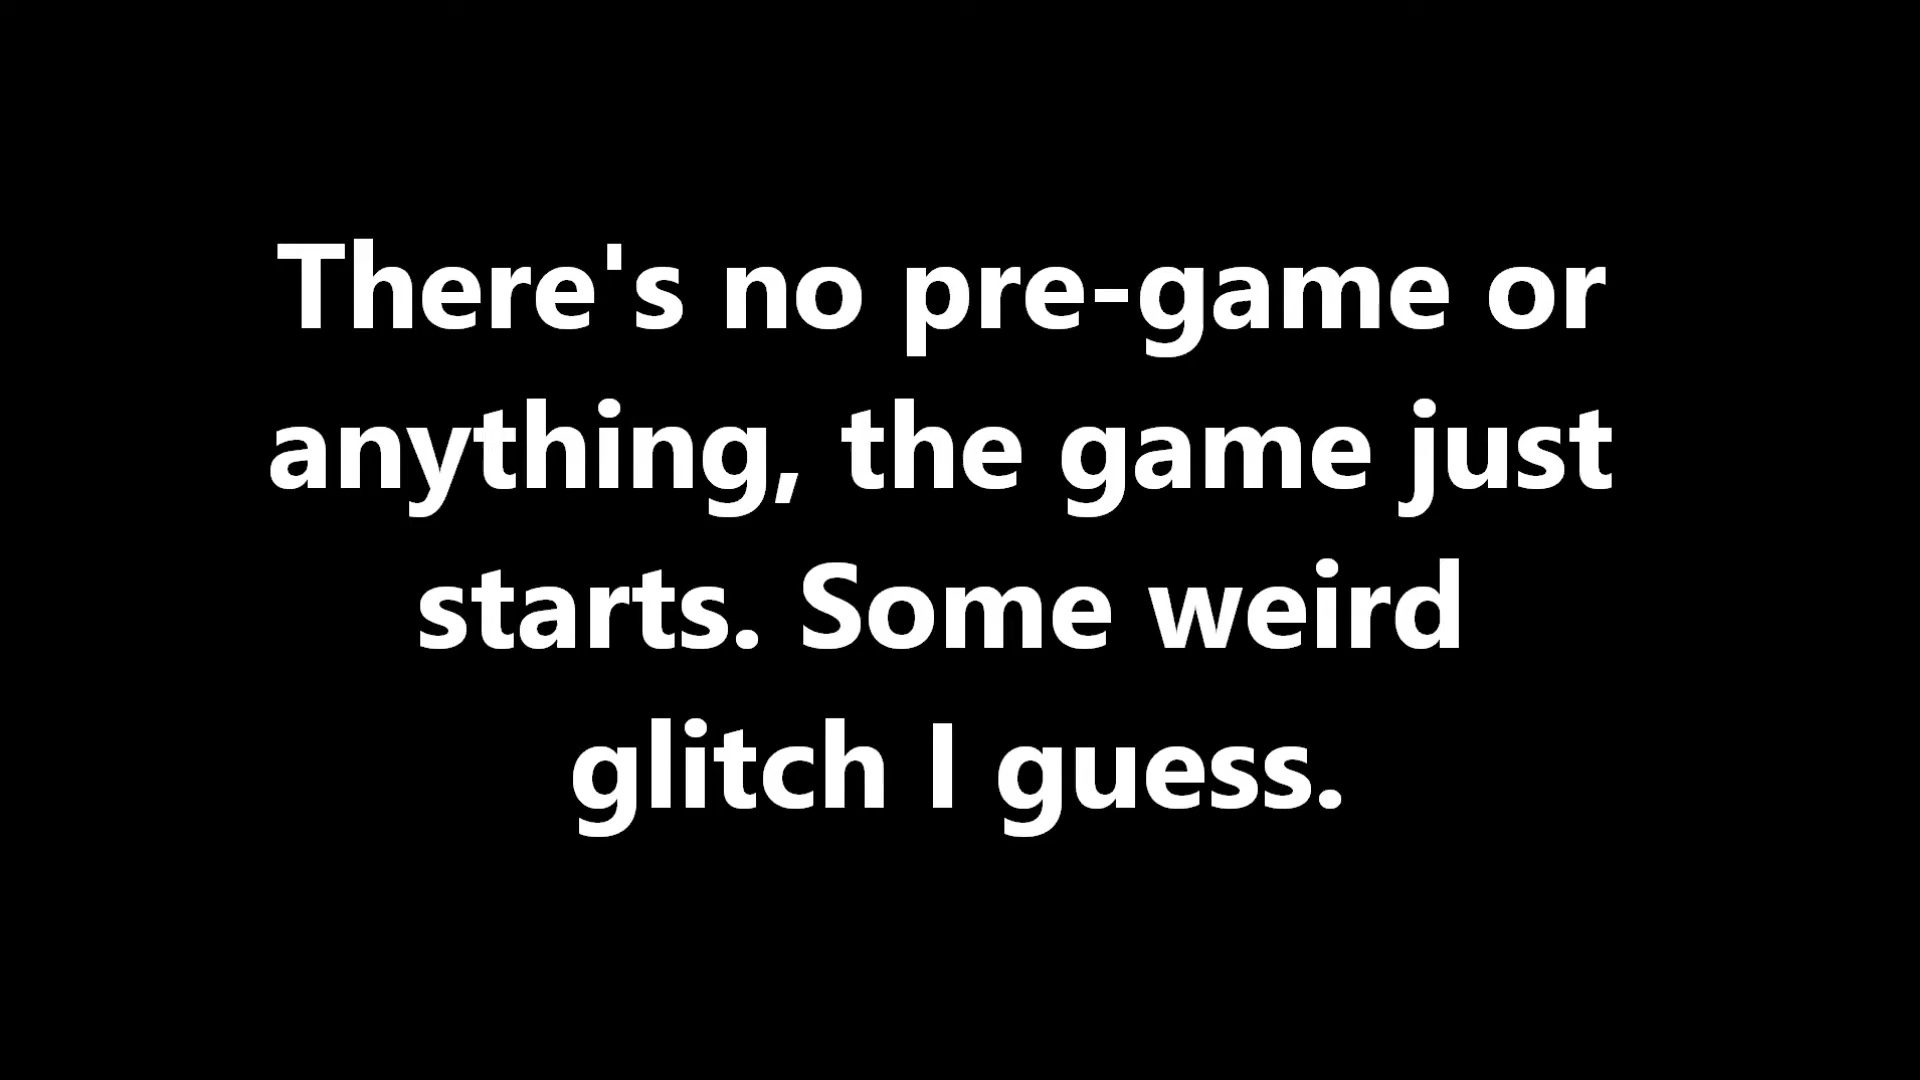 There's no pre-game or
anything, the game just
starts. Some weird
glitch I guess.